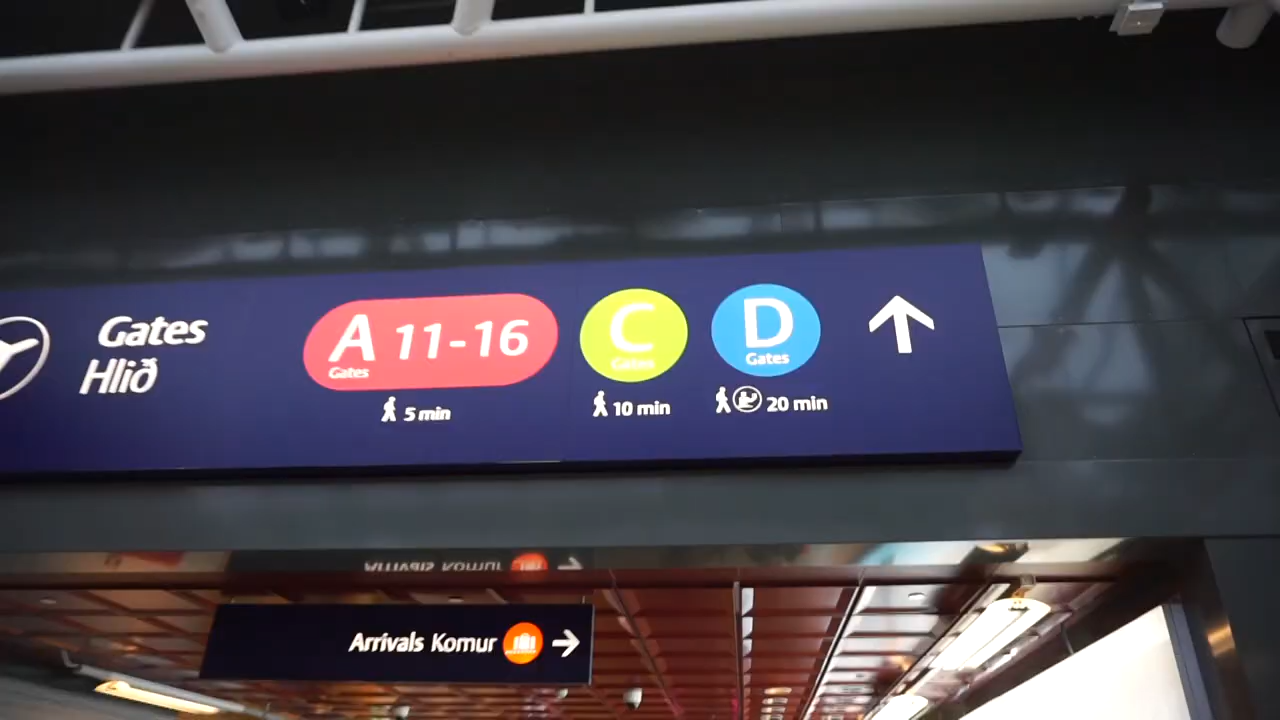 Gates
Hlið
A 11-16
Gates
5 min
C
Gates
10 min
D
Gates
20 min
Arrivals Komur